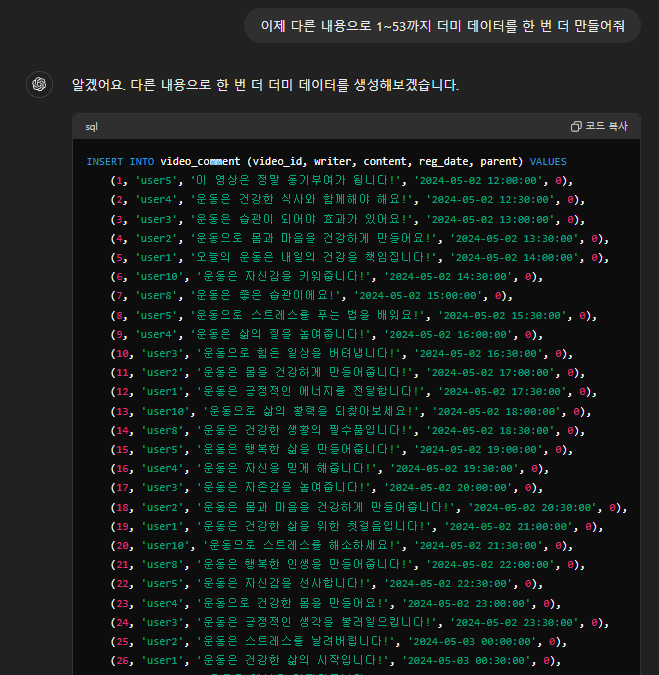 이제 다른 내용으로 1~53까지 더미 데이터를 한 번 더 만들어줘
알겠어요. 다른 내용으로 한 번 더 더미 데이터를 생성해보겠습니다.
sql 코드 복사
INSERT INTO video_comment (video_id, writer, content, reg_date, parent) VALUES
(1, 'user5', '이 영상은 정말 동기부여가 됩니다!', '2024-05-02 12:00:00', 0),
(2, 'user4', '운동은 건강한 식사와 함께해야 해요!', '2024-05-02 12:30:00', 0),
(3, 'user3', '운동은 습관이 되어야 효과가 있어요!', '2024-05-02 13:00:00', 0),
(4, 'user2', '운동으로 몸과 마음을 건강하게 만들어요!', '2024-05-02 13:30:00', 0),
(5, 'user1', '오늘의 운동은 내일의 건강을 책임집니다!', '2024-05-02 14:00:00', 0),
(6, 'user10', '운동은 자신감을 키워줍니다!', '2024-05-02 14:30:00', 0),
(7, 'user8', '운동은 좋은 습관이에요!', '2024-05-02 15:00:00', 0),
(8, 'user5', '운동으로 스트레스를 푸는 법을 배워요!', '2024-05-02 15:30:00', 0),
(9, 'user4', '운동은 삶의 질을 높여줍니다!', '2024-05-02 16:00:00', 0),
(10, 'user3', '운동으로 힘든 일상을 버텨냅니다!', '2024-05-02 16:30:00', 0),
(11, 'user2', '운동은 몸을 건강하게 만들어줍니다!', '2024-05-02 17:00:00', 0),
(12, 'user1', '운동은 긍정적인 에너지를 전달합니다!', '2024-05-02 17:30:00', 0),
(13, 'user10', '운동으로 삶의 활력을 되찾아보세요!', '2024-05-02 18:00:00', 0),
(14, 'user8', '운동은 건강한 생활의 필수품입니다!', '2024-05-02 18:30:00', 0),
(15, 'user5', '운동은 행복한 삶을 만들어줍니다!', '2024-05-02 19:00:00', 0),
(16, 'user4', '운동은 자신을 믿게 해줍니다!', '2024-05-02 19:30:00', 0),
(17, 'user3', '운동은 자존감을 높여줍니다!', '2024-05-02 20:00:00', 0),
(18, 'user2', '운동은 몸과 마음을 건강하게 만들어줍니다!', '2024-05-02 20:30:00', 0),
(19, 'user1', '운동은 건강한 삶을 위한 첫걸음입니다!', '2024-05-02 21:00:00', 0),
(20, 'user10', '운동으로 스트레스를 해소하세요!', '2024-05-02 21:30:00', 0),
(21, 'user8', '운동은 행복한 인생을 만들어줍니다!', '2024-05-02 22:00:00', 0),
(22, 'user5', '운동은 자신감을 선사합니다!', '2024-05-02 22:30:00', 0),
(23, 'user4', '운동으로 건강한 몸을 만들어요!', '2024-05-02 23:00:00', 0),
(24, 'user3', '운동은 긍정적인 생각을 불러일으킵니다!', '2024-05-02 23:30:00', 0),
(25, 'user2', '운동은 스트레스를 날려버립니다!', '2024-05-03 00:00:00', 0),
(26, 'user1', '운동은 건강한 삶의 시작입니다!', '2024-05-03 00:30:00', 0),